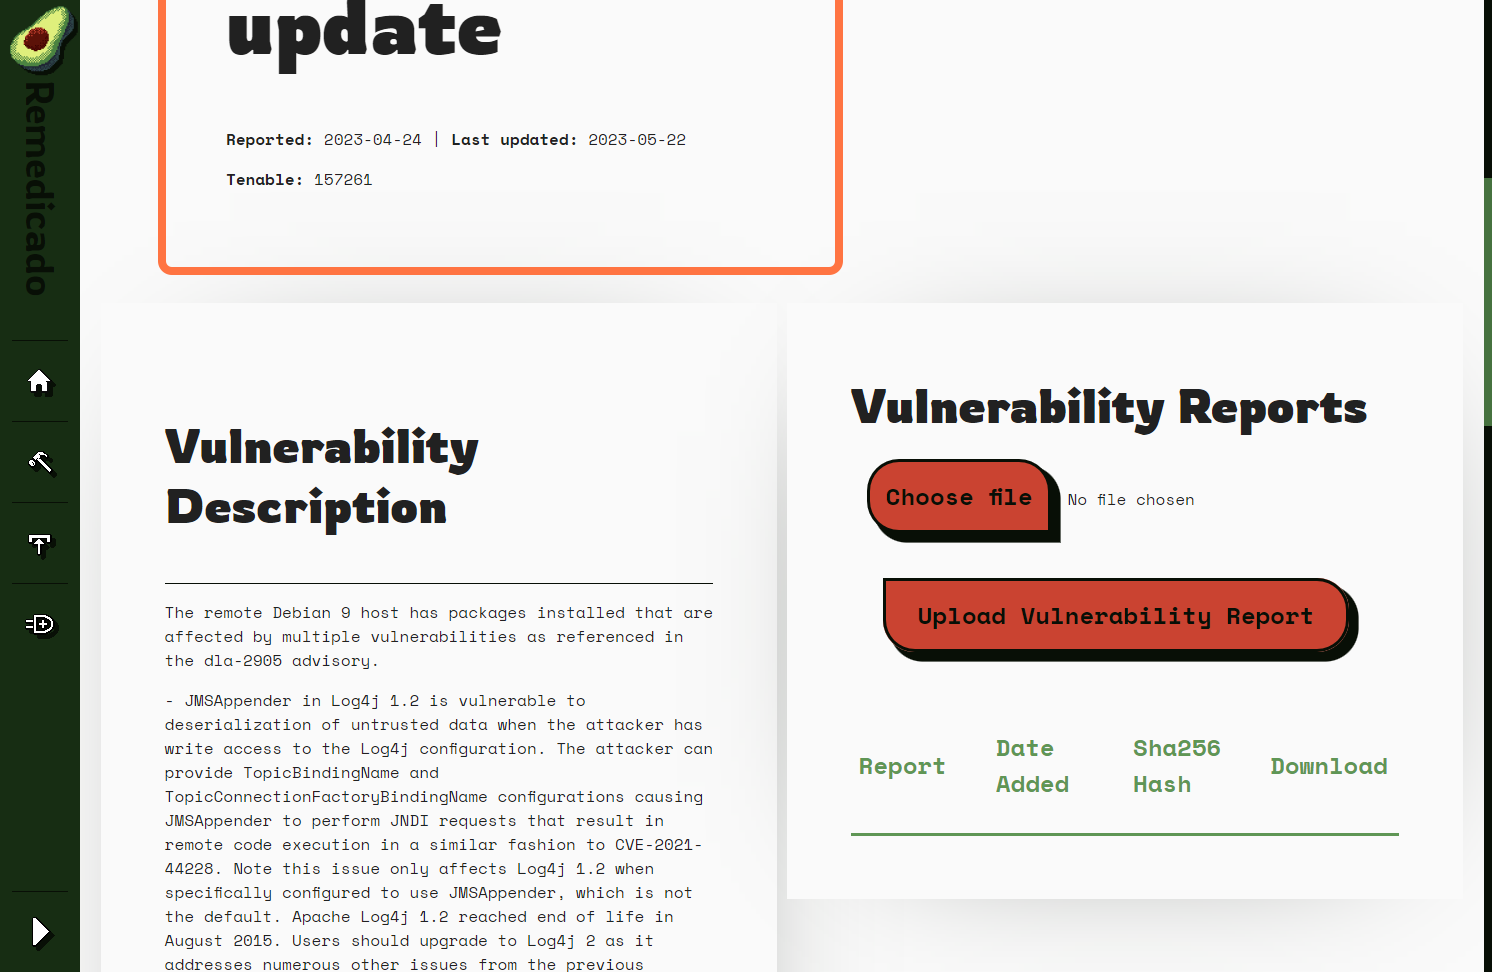 Remedicado
update
Reported: 2023-04-24 | Last updated: 2023-05-22
Tenable: 157261
Vulnerability
Description
The remote Debian 9 host has packages installed that are
affected by multiple vulnerabilities as referenced in
the dla-2905 advisory.
- JMSAppender in Log4j 1.2 is vulnerable to
deserialization of untrusted data when the attacker has
write access to the Log4j configuration. The attacker can
provide TopicBindingName and
TopicConnectionFactoryBindingName configurations causing
JMSAppender to perform JNDI requests that result in
remote code execution in a similar fashion to CVE-2021-
44228. Note this issue only affects Log4j 1.2 when
specifically configured to use JMSAppender, which is not
the default. Apache Log4j 1.2 reached end of life in
August 2015. Users should upgrade to Log4j 2 as it
addresses numerous other issues from the previous
Vulnerability Reports
Choose file No file chosen
Upload Vulnerability Report
Report Date Added Sha256 Hash Download